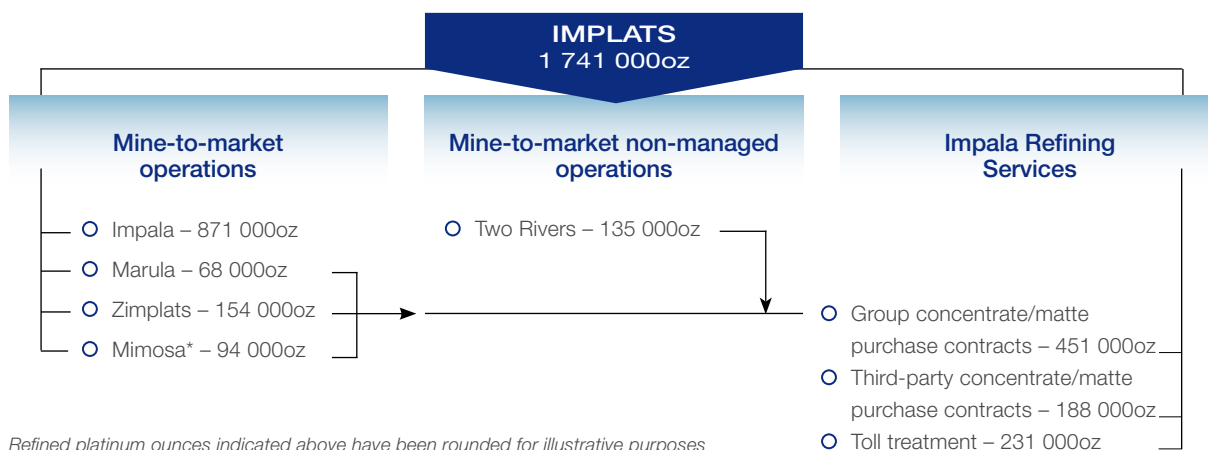 IMPLATS
1 741 000oz
Mine-to-market
operations
Impala – 871 000oz
Marula – 68 000oz
Zimplats – 154 000oz
Mimosa* – 94 000oz
Mine-to-market non-managed
operations
Two Rivers – 135 000oz
Impala Refining
Services
Group concentrate/matte
purchase contracts – 451 000oz
Third-party concentrate/matte
purchase contracts – 188 000oz
Toll treatment – 231 000oz
Refined platinum ounces indicated above have been rounded for illustrative purposes